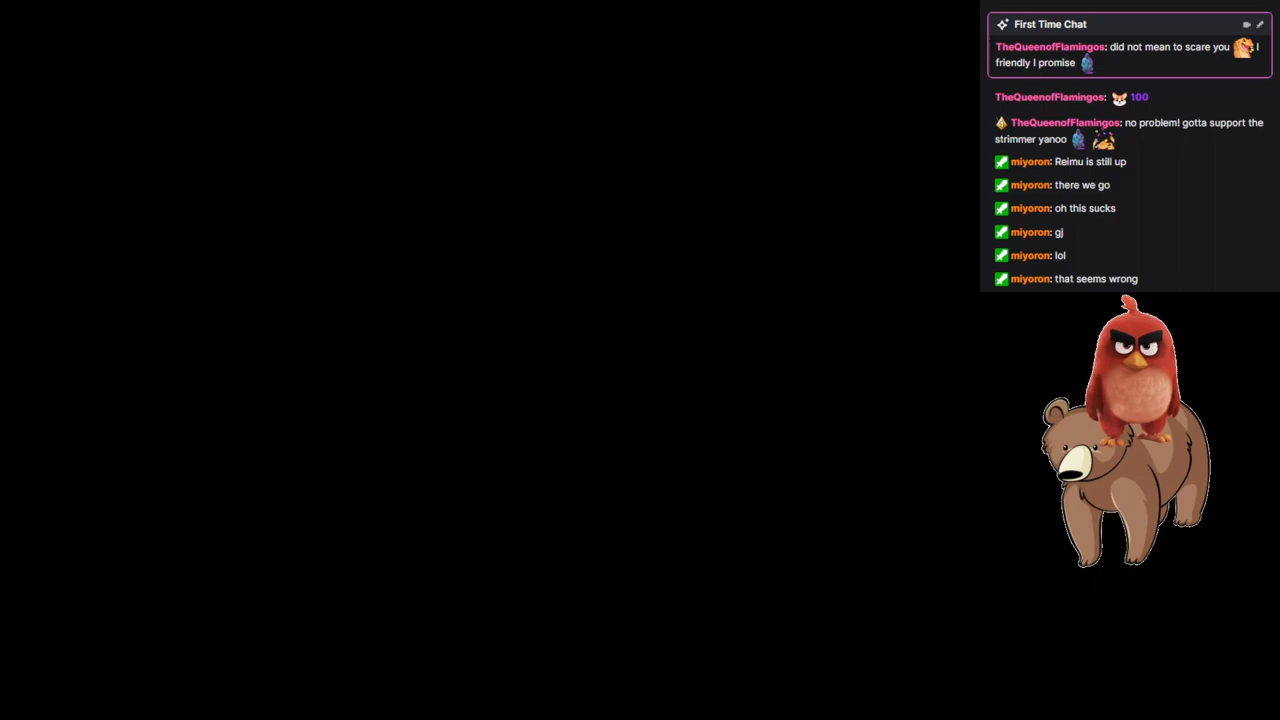 First Time Chat
TheQueenofFlamingos: did not mean to scare you I
friendly I promise
TheQueenofFlamingos: 100
TheQueenofFlamingos: no problem! gotta support the
strimmer yanoo
miyoron: Reimu is still up
miyoron: there we go
miyoron: oh this sucks
miyoron: gj
miyoron: lol
miyoron: that seems wrong